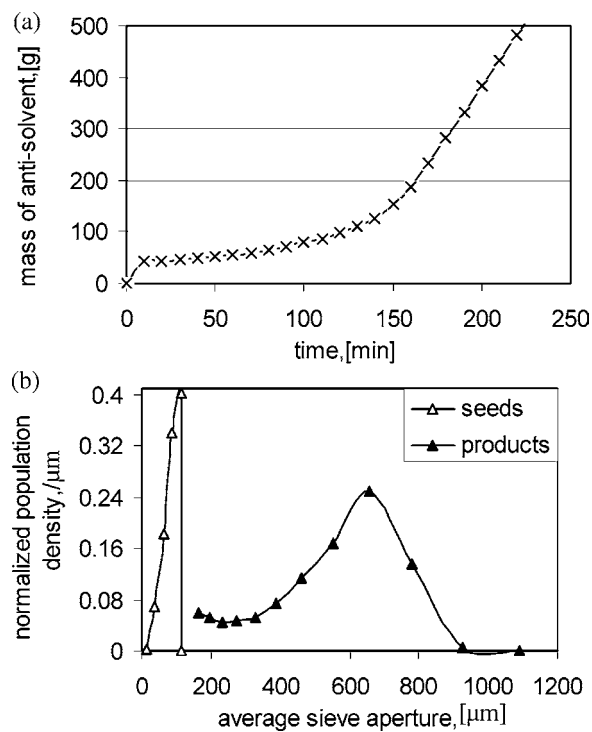 (a)
500
400
300
200
100
0
mass of anti-solvent,[g]
0 50 100 150 200 250
time,[min]
(b)
0.4
0.32
0.24
0.16
0.08
0
normalized population
density,/μm
seeds
products
0 200 400 600 800 1000 1200
average sieve aperture,[μm]